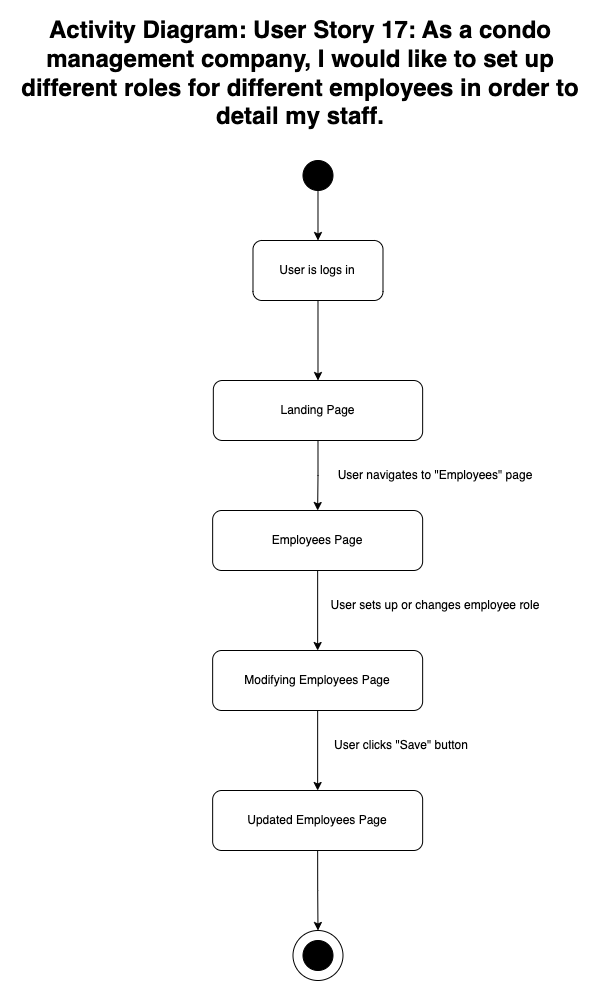 Activity Diagram: User Story 17: As a condo
management company, I would like to set up
different roles for different employees in order to
detail my staff.
User is logs in
Landing Page
User navigates to "Employees" page
Employees Page
User sets up or changes employee role
Modifying Employees Page
User clicks "Save" button
Updated Employees Page